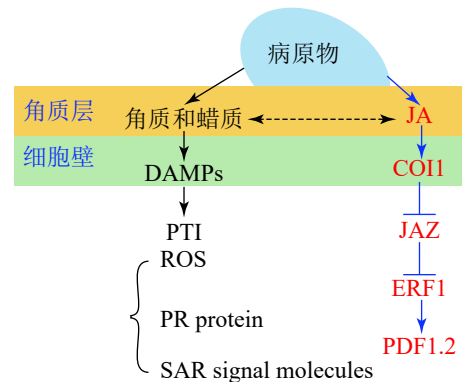 病原物
角质层
角质和蜡质
JA
细胞壁
DAMPs
COI1
PTI
JAZ
ROS
ERF1
PR protein
PDF1.2
SAR signal molecules